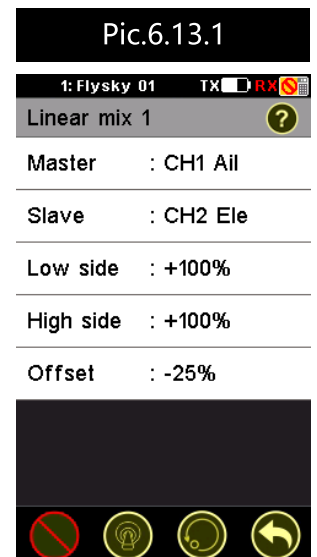 Pic.6.13.1
1: Flysky 01 TX RX
Linear mix 1 ?
Master : CH1 Ail
Slave : CH2 Ele
Low side : +100%
High side : +100%
Offset : -25%